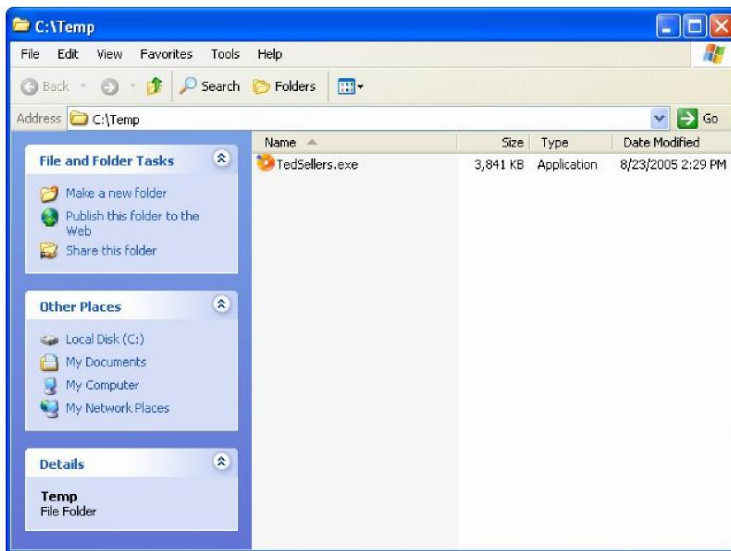 C:\Temp
File Edit View Favorites Tools Help
Back Search Folders
Address C:\Temp Go
Name Size Type Date Modified
TedSellers.exe 3,841 KB Application 8/23/2005 2:29 PM
File and Folder Tasks
Make a new folder
Publish this folder to the
Web
Share this folder
Other Places
Local Disk (C:)
My Documents
My Computer
My Network Places
Details
Temp
File Folder